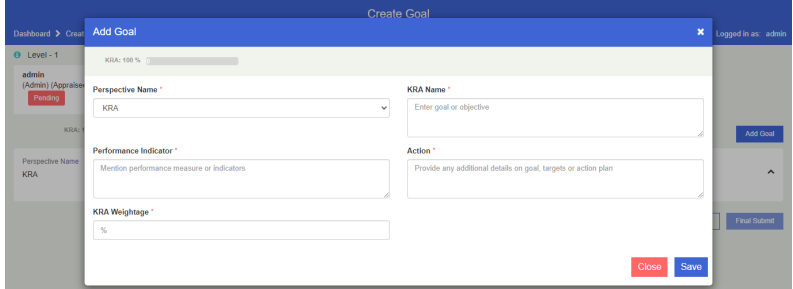 Create Goal
Dashboard ❯ Creat
Logged in as: admin
Add Goal
Level - 1
KRA: 100 %
admin
(Admin) (Appraisee
Pending
Perspective Name *
KRA
KRA Name *
Enter goal or objective
KRA: 1
Add Goal
Performance Indicator *
Mention performance measure or indicators
Action *
Provide any additional details on goal, targets or action plan
Perspective Name
KRA
KRA Weightage *
%
Final Submit
Close
Save